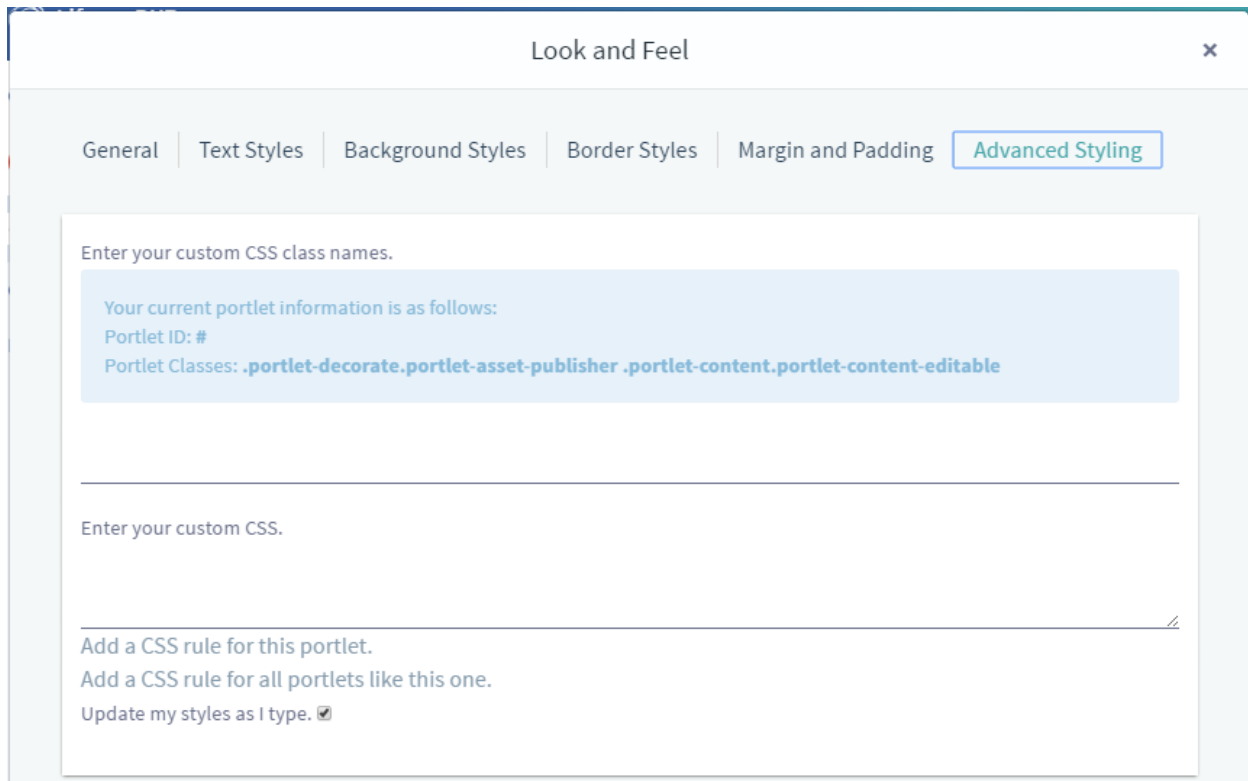 Look and Feel ×
General Text Styles Background Styles Border Styles Margin and Padding Advanced Styling
Enter your custom CSS class names.
Your current portlet information is as follows:
Portlet ID: #
Portlet Classes: .portlet-decorate.portlet-asset-publisher .portlet-content.portlet-content-editable
Enter your custom CSS.
Add a CSS rule for this portlet.
Add a CSS rule for all portlets like this one.
Update my styles as I type.